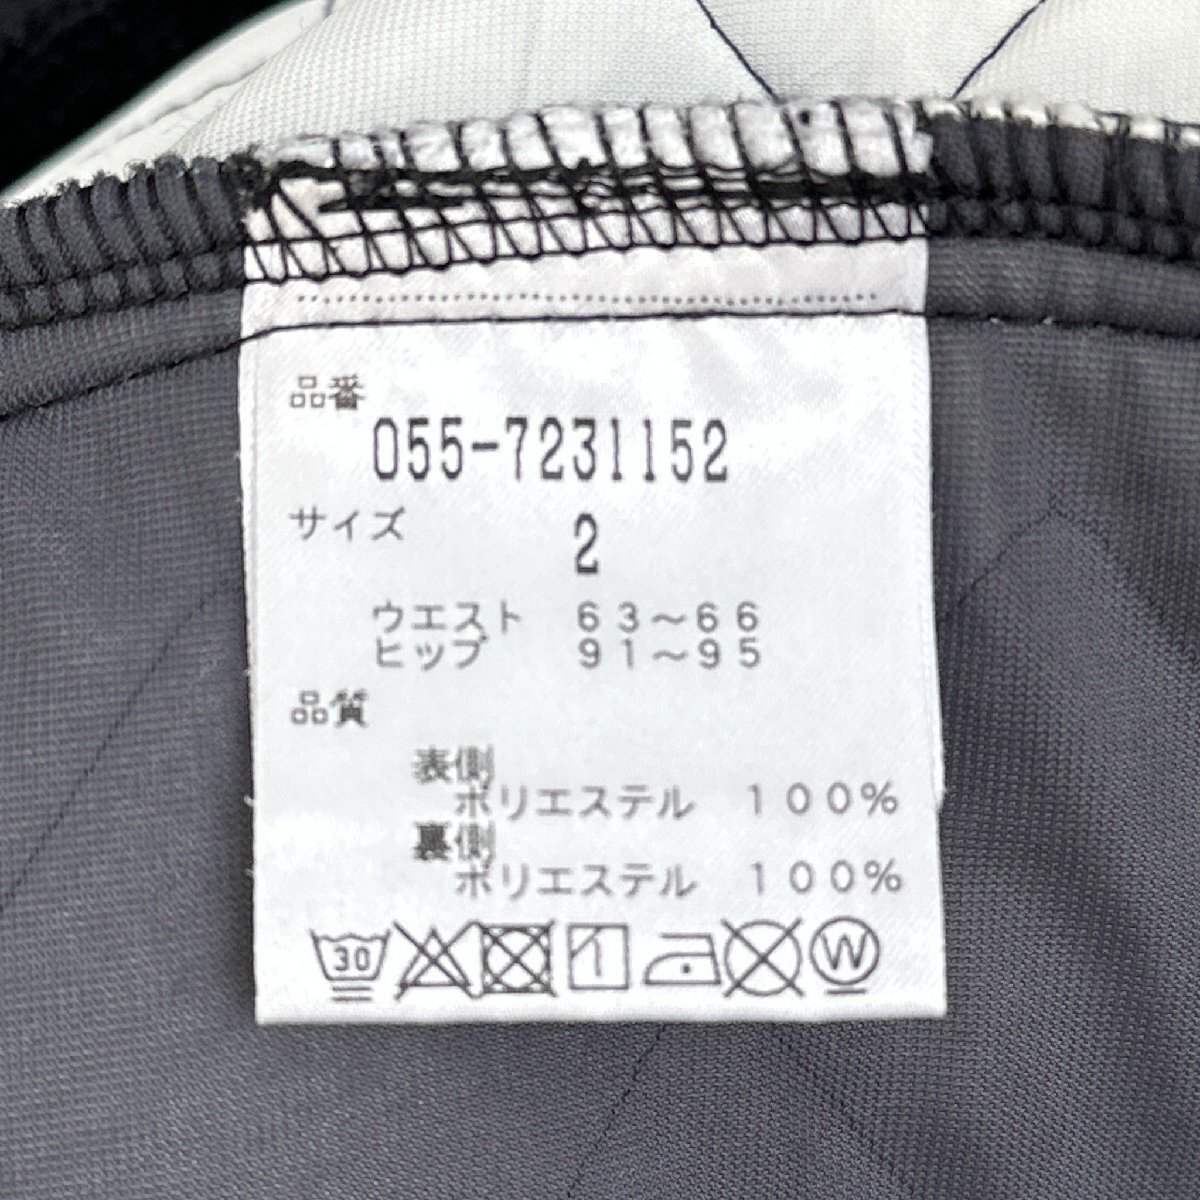 品番
055-7231152
サイズ 2
ウエスト 63～66
ヒップ 91～95
品質
表側
ポリエステル 100%
裏側
ポリエステル 100%
30 W